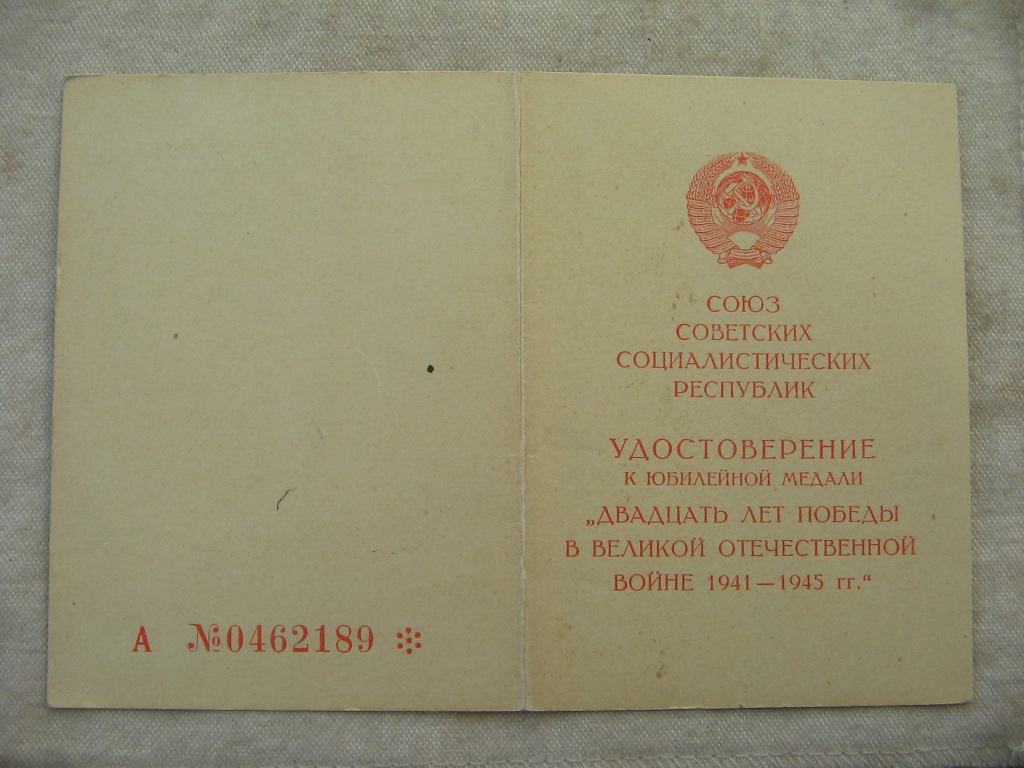 А №0462189
СОЮЗ
СОВЕТСКИХ
СОЦИАЛИСТИЧЕСКИХ
РЕСПУБЛИК
УДОСТОВЕРЕНИЕ
К ЮБИЛЕЙНОЙ МЕДАЛИ
„ДВАДЦАТЬ ЛЕТ ПОБЕДЫ
В ВЕЛИКОЙ ОТЕЧЕСТВЕННОЙ
ВОЙНЕ 1941—1945 гг.“